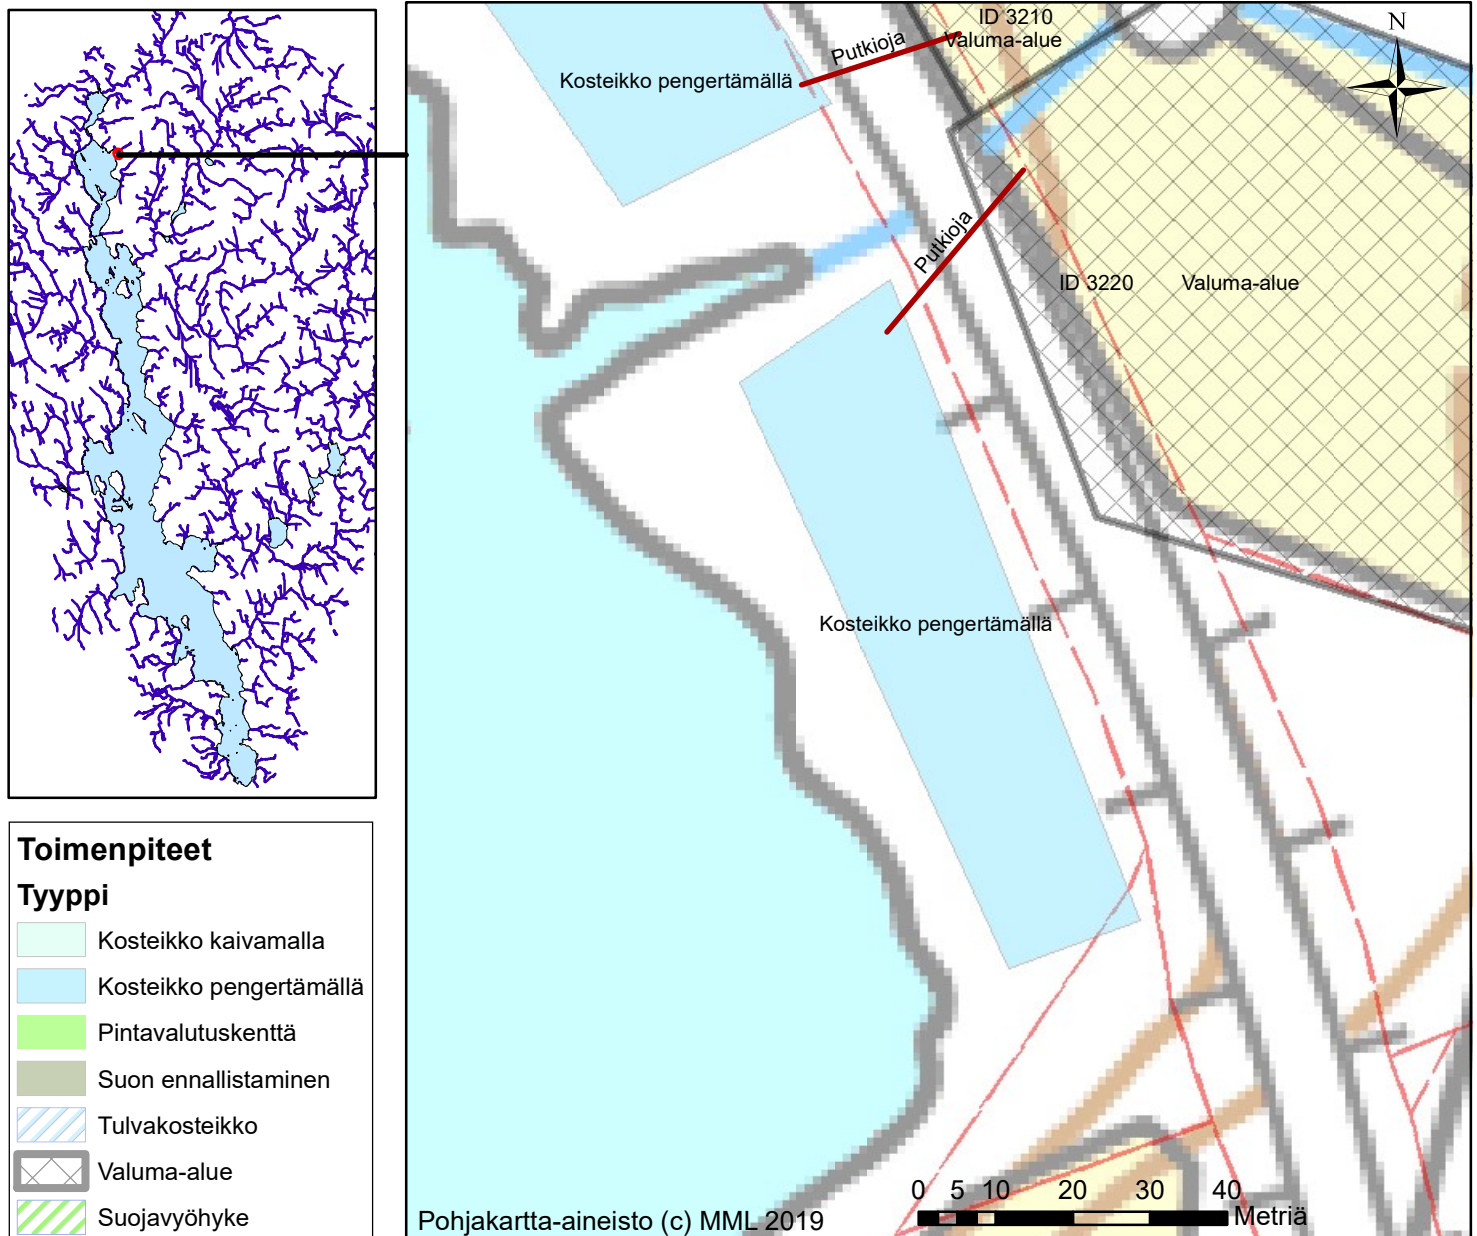 ID 3210
Valuma-alue
N
Putkioja
Kosteikko pengertämällä
Putkioja
ID 3220 Valuma-alue
Kosteikko pengertämällä
Toimenpiteet
Tyyppi
Kosteikko kaivamalla
Kosteikko pengertämällä
Pintavalutuskenttä
Suon ennallistaminen
Tulvakosteikko
Valuma-alue
Suojavyöhyke
0 5 10 20 30 40
Metriä
Pohjakartta-aineisto (c) MML 2019